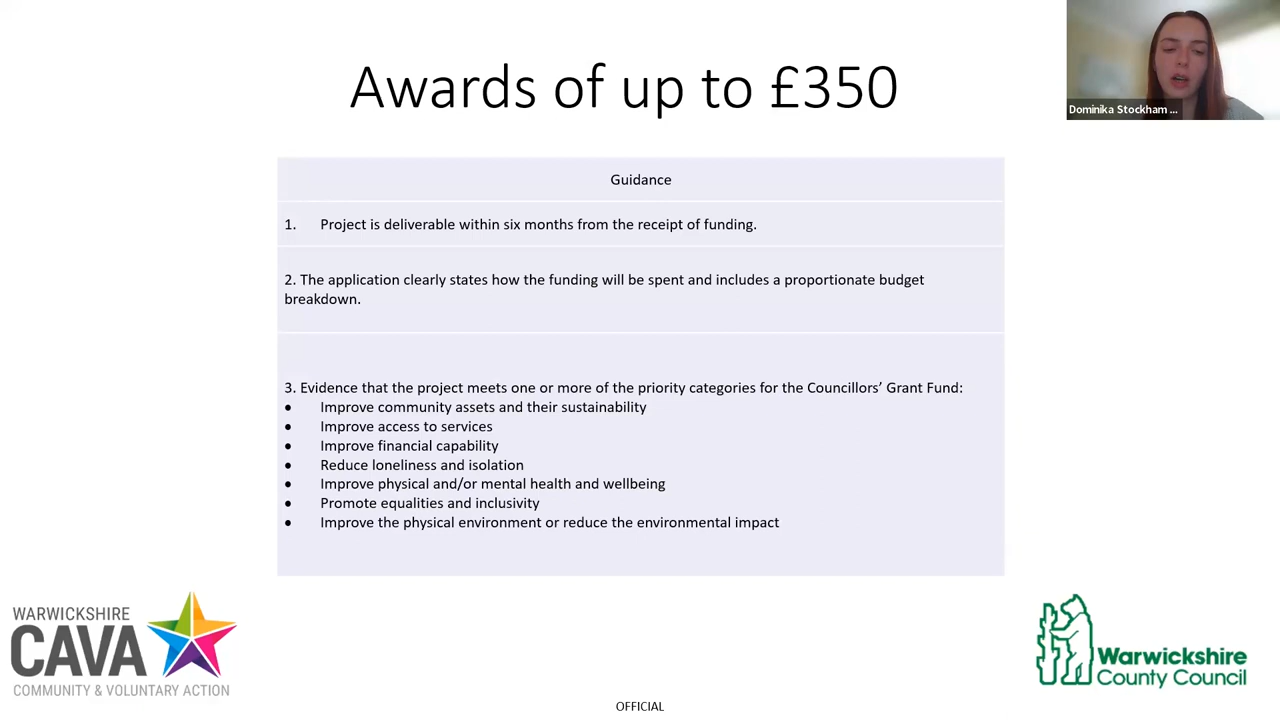 Awards of up to £350
Dominika Stockham ...
Guidance
1. Project is deliverable within six months from the receipt of funding.
2. The application clearly states how the funding will be spent and includes a proportionate budget
breakdown.
3. Evidence that the project meets one or more of the priority categories for the Councillors’ Grant Fund:
• Improve community assets and their sustainability
• Improve access to services
• Improve financial capability
• Reduce loneliness and isolation
• Improve physical and/or mental health and wellbeing
• Promote equalities and inclusivity
• Improve the physical environment or reduce the environmental impact
WARWICKSHIRE
CAVA
COMMUNITY & VOLUNTARY ACTION
Warwickshire
County Council
OFFICIAL